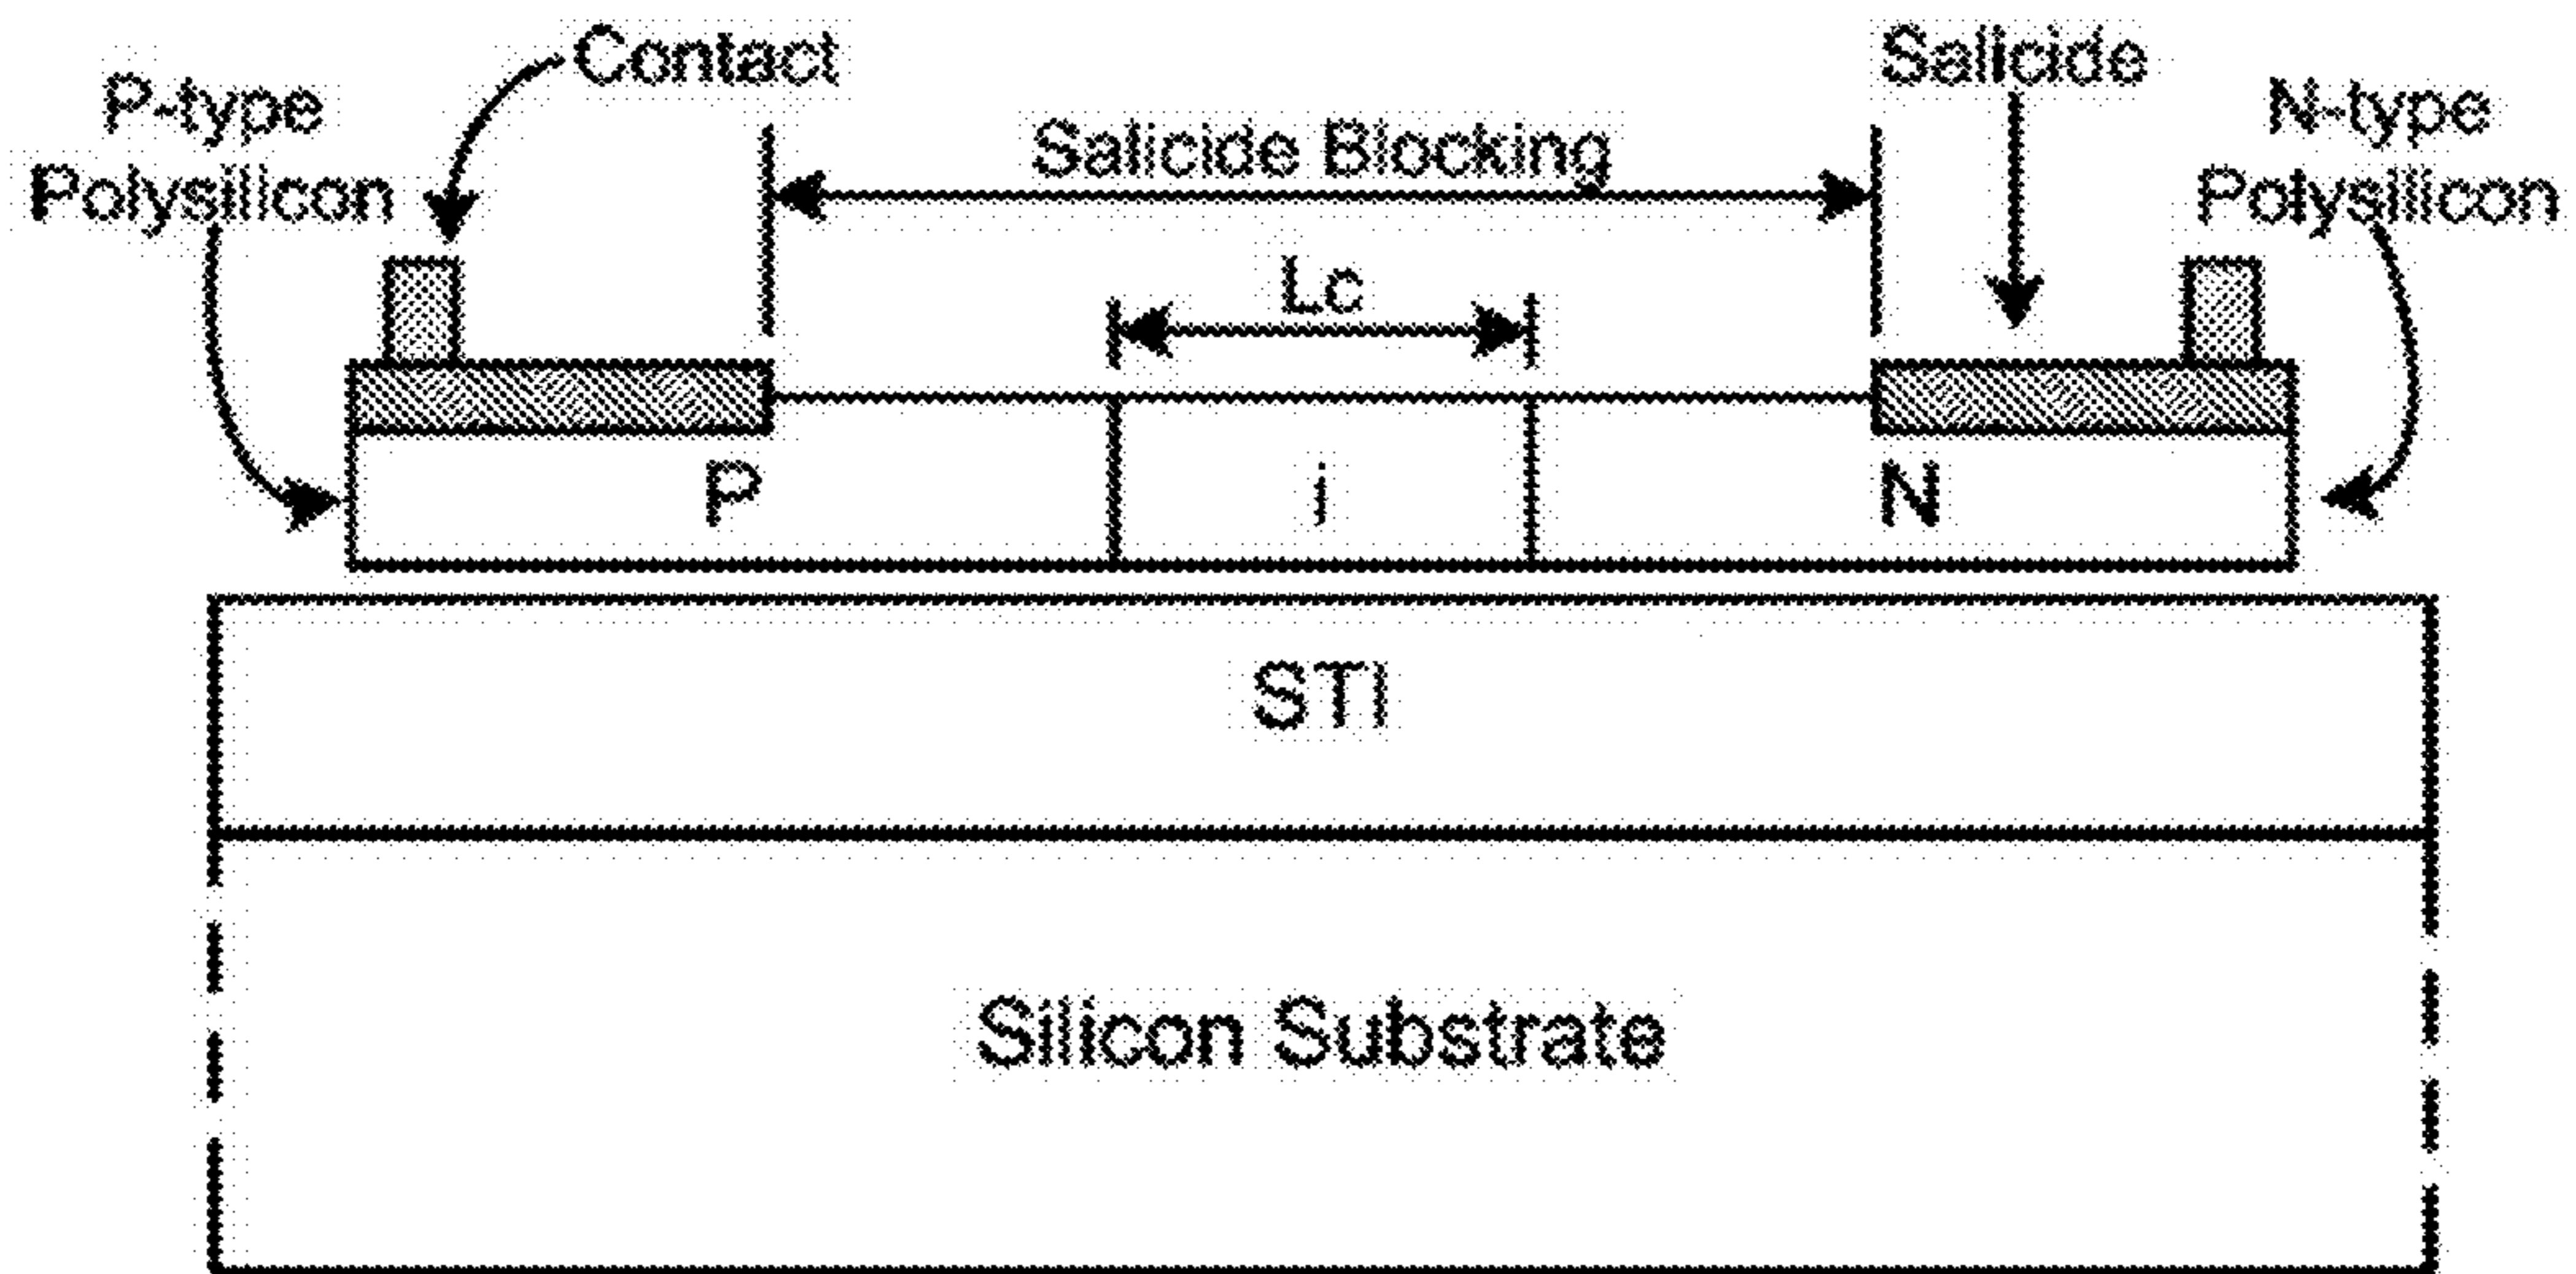 Contact
Salicide
P-type
Polysilicon
N-type
Polysilicon
Salicide Blocking
Lc
P
i
N
STI
Silicon Substrate